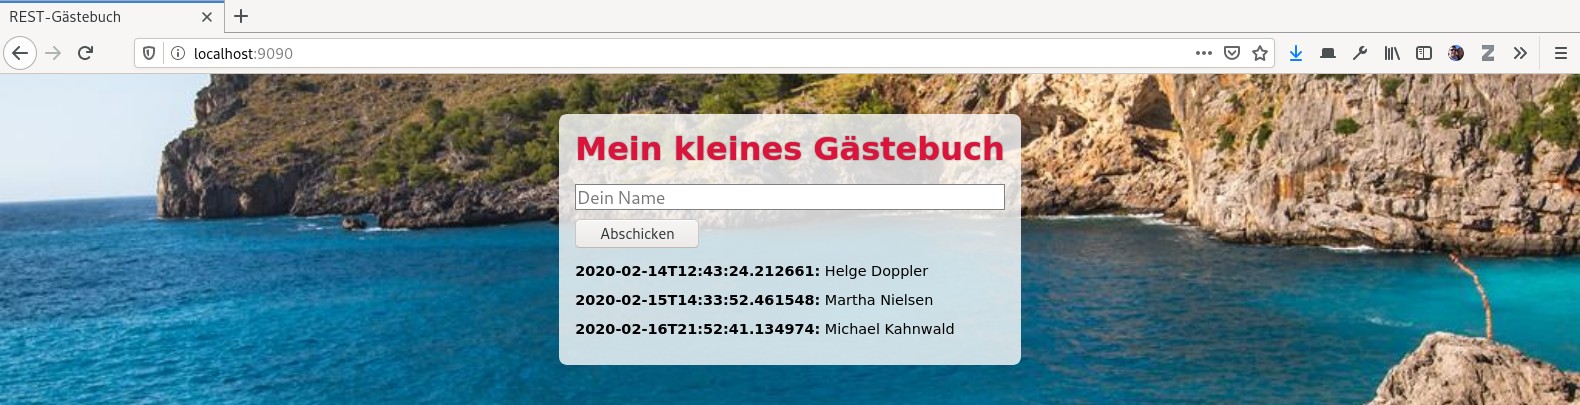 REST-Gästebuch
localhost:9090
Mein kleines Gästebuch
Dein Name
Abschicken
2020-02-14T12:43:24.212661: Helge Doppler
2020-02-15T14:33:52.461548: Martha Nielsen
2020-02-16T21:52:41.134974: Michael Kahnwald